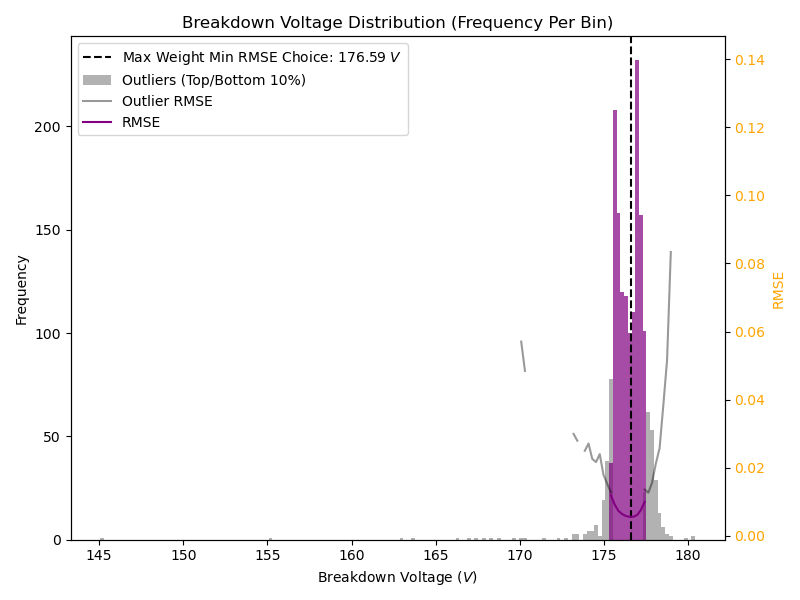 Breakdown Voltage Distribution (Frequency Per Bin)
Max Weight Min RMSE Choice: 176.59 V
Outliers (Top/Bottom 10%)
Outlier RMSE
RMSE
Frequency
200
150
100
50
0
0.14
0.12
0.10
0.08
0.06
0.04
0.02
0.00
RMSE
145 150 155 160 165 170 175 180
Breakdown Voltage (V)